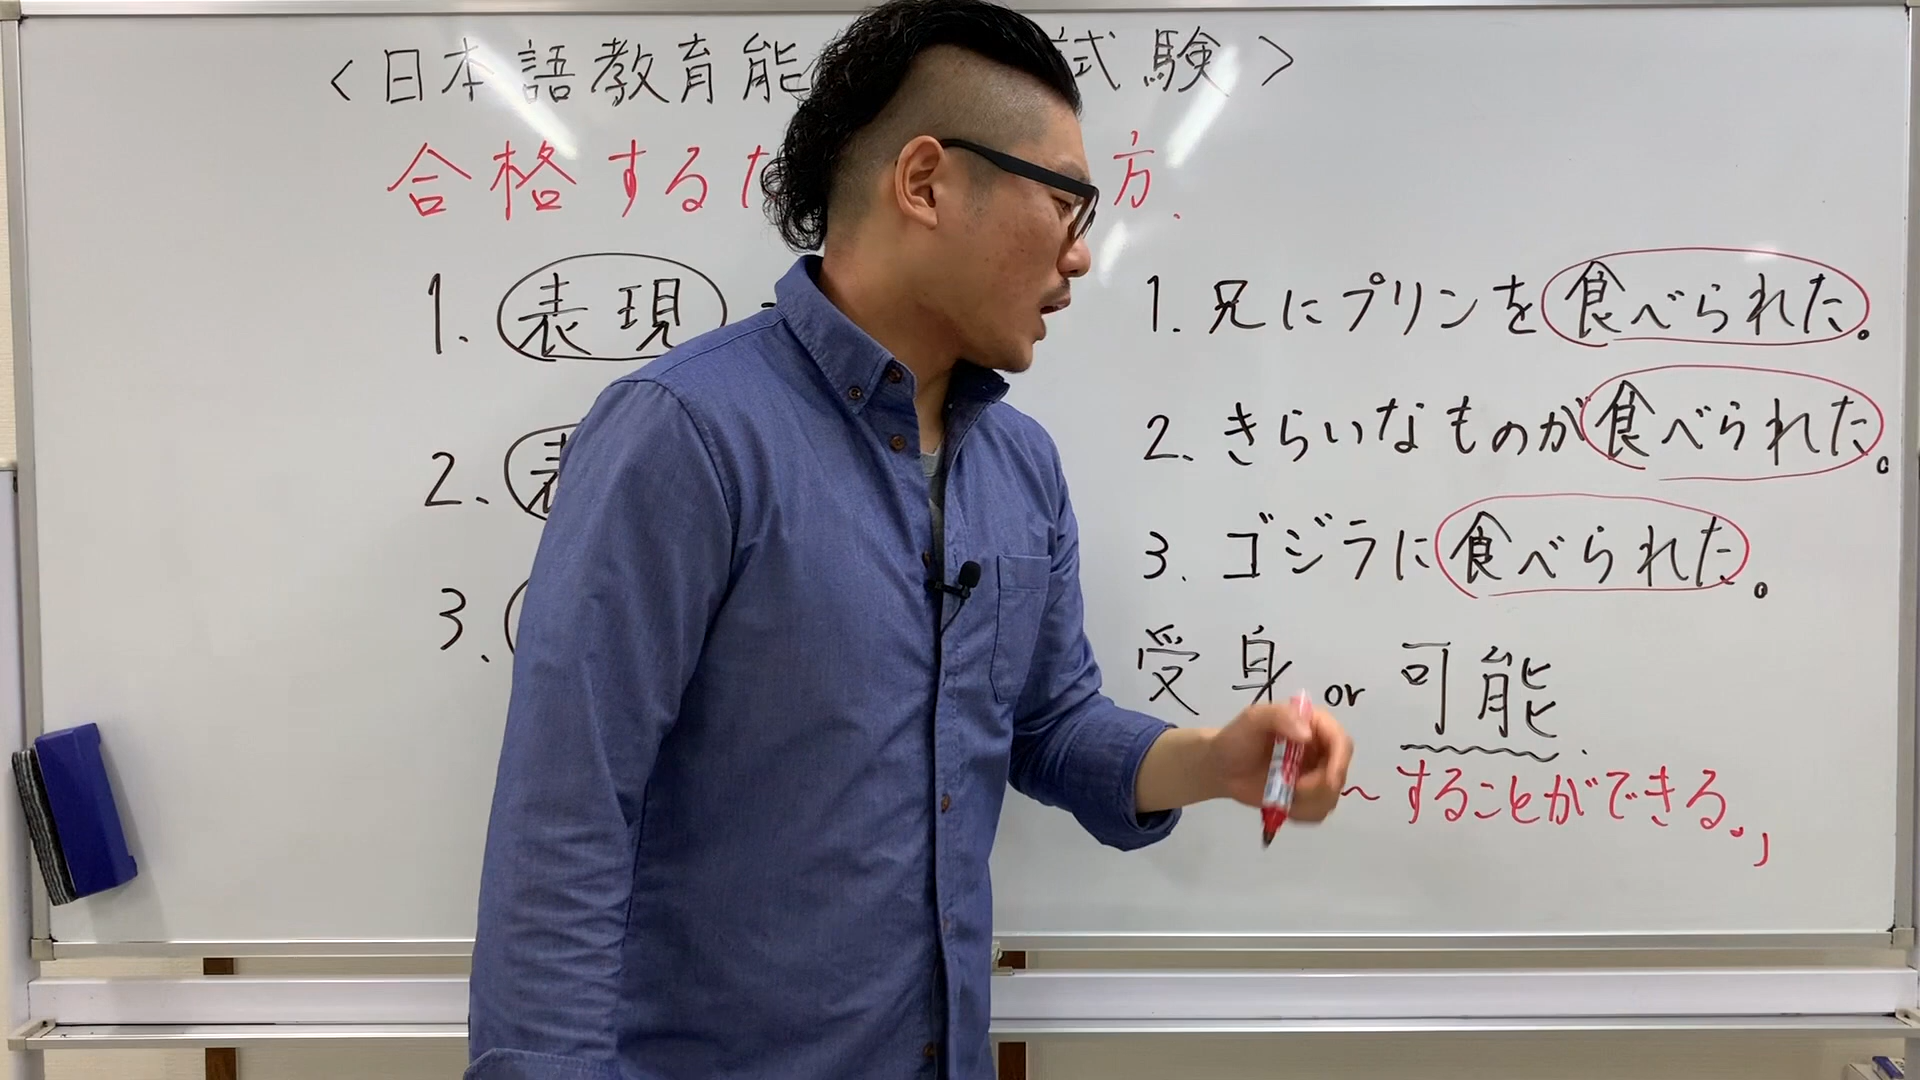 <日本語教育能 試験>
合格するた 方.
1. 表現
2. 表
3.
1. 兄にプリンを食べられた。
2. きらいなものが食べられた。
3. ゴジラに食べられた。
受身 or 可能.
〜することができる。」